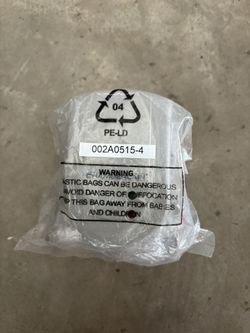 04
PE-LD
002A0515-4
WARNING
PLASTIC BAGS CAN BE DANGEROUS
AVOID DANGER OF SUFFOCATION
THIS BAG AWAY FROM BABIES
AND CHILDREN